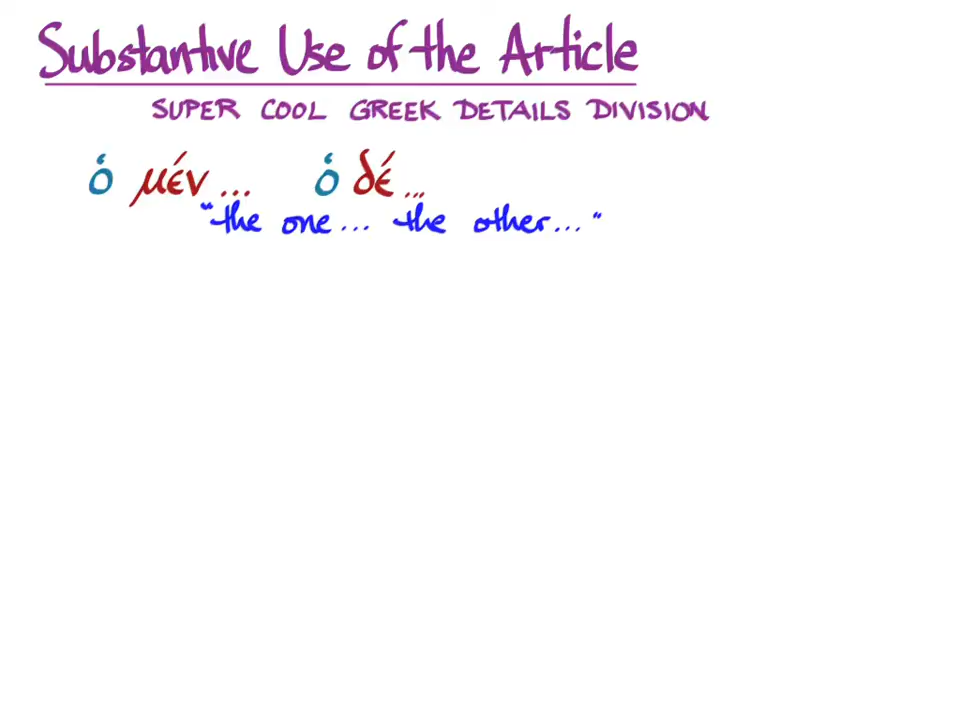 Substantive Use of the Article
SUPER COOL GREEK DETAILS DIVISION
ὁ μέν... ὁ δέ...
"the one... the other..."